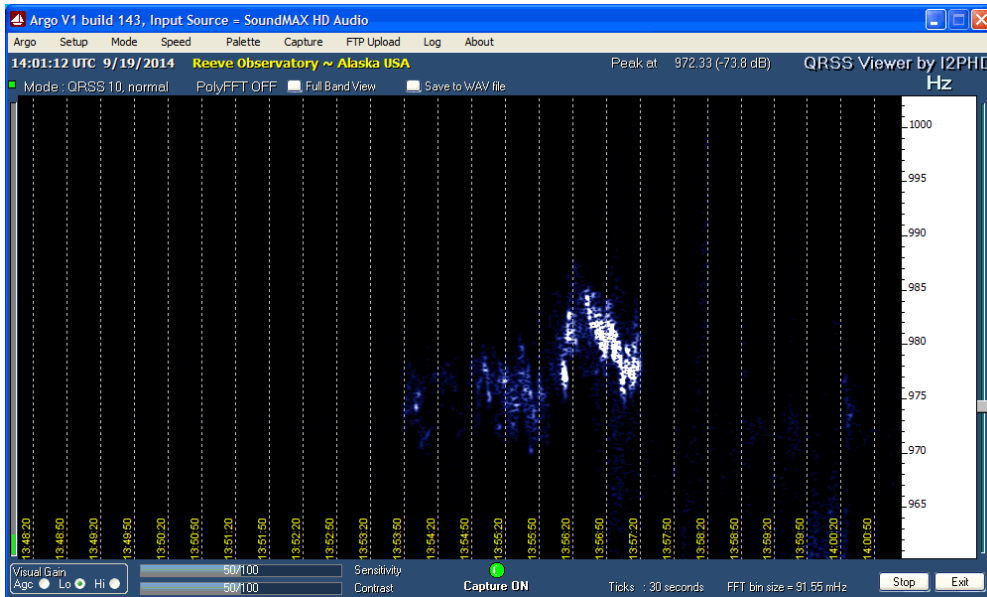 Argo V1 build 143, Input Source = SoundMAX HD Audio
Argo Setup Mode Speed Palette Capture FTP Upload Log About
14:01:12 UTC 9/19/2014 Reeve Observatory ~ Alaska USA Peak at 972.33 (-73.8 dB) QRSS Viewer by I2PHD
Mode : QRSS 10, normal PolyFFT OFF Full Band View Save to WAV file Hz
1000
995
990
985
980
975
970
965
13:48:20 13:48:50 13:49:20 13:49:50 13:50:20 13:50:50 13:51:20 13:51:50 13:52:20 13:52:50 13:53:20 13:53:50 13:54:20 13:54:50 13:55:20 13:55:50 13:56:20 13:56:50 13:57:20 13:57:50 13:58:20 13:58:50 13:59:20 13:59:50 14:00:20 14:00:50
Visual Gain 50/100 Sensitivity
Agc Lo Hi 50/100 Contrast Capture ON Ticks : 30 seconds FFT bin size = 91.55 mHz Stop Exit